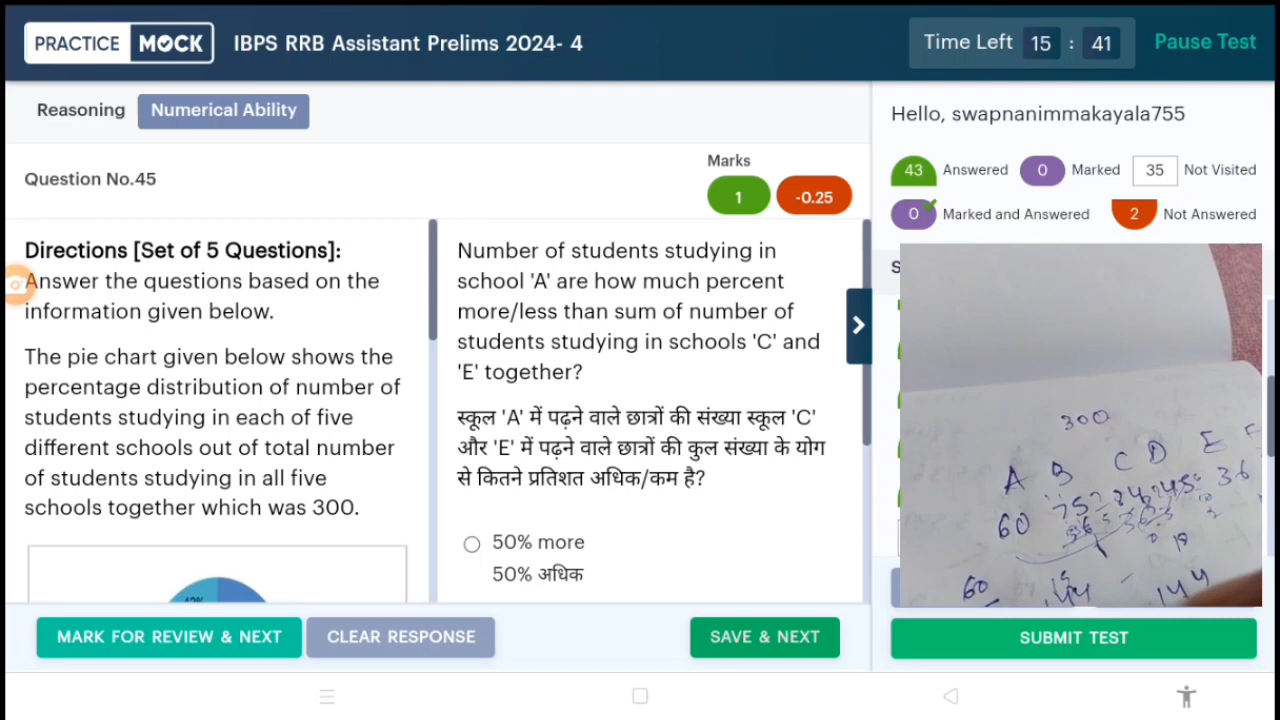 PRACTICE MOCK
IBPS RRB Assistant Prelims 2024- 4
Time Left 15 : 41
Pause Test
Reasoning
Numerical Ability
Hello, swapnanimmakayala755
Question No.45
Marks
1
-0.25
43 Answered
0 Marked
35 Not Visited
0 Marked and Answered
2 Not Answered
Directions [Set of 5 Questions]:
Answer the questions based on the
information given below.
The pie chart given below shows the
percentage distribution of number of
students studying in each of five
different schools out of total number
of students studying in all five
schools together which was 300.
Number of students studying in
school 'A' are how much percent
more/less than sum of number of
students studying in schools 'C' and
'E' together?
स्कूल 'A' में पढ़ने वाले छात्रों की संख्या स्कूल 'C'
और 'E' में पढ़ने वाले छात्रों की कुल संख्या के योग
से कितने प्रतिशत अधिक/कम है?
50% more
50% अधिक
300
A B C D E
60 75 84 45 36
60 144 144
MARK FOR REVIEW & NEXT
CLEAR RESPONSE
SAVE & NEXT
SUBMIT TEST